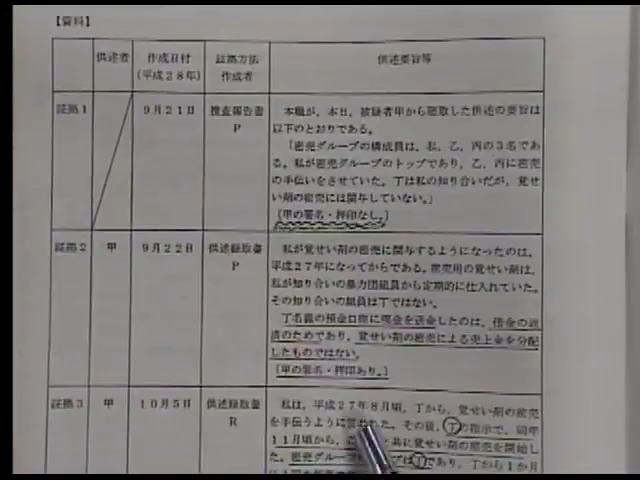 【資料】
供述者
作成日付
(平成28年)
証拠方法
作成者
供述要旨等
証拠1
9月21日
捜査報告書
P
本職が、本日、被疑者甲から聴取した供述の要旨は
以下のとおりである。
「密売グループの構成員は、私、乙、丙の3名であ
る。私が密売グループのトップであり、乙、丙に密売
の手伝いをさせていた。丁は私の知り合いだが、覚せ
い剤の密売には関与していない。」
(甲の署名・押印なし。)
証拠2
甲
9月22日
供述録取書
P
私が覚せい剤の密売に関与するようになったのは、
平成27年になってからである。密売用の覚せい剤は、
私が知り合いの暴力団組員から定期的に仕入れていた。
その知り合いの組員は丁ではない。
丁名義の預金口座に現金を送金したのは、借金の返
済のためであり、覚せい剤の密売による売上金を分配
したものではない。
(甲の署名・押印あり。)
証拠3
甲
10月5日
供述録取書
R
私は、平成27年8月頃、丁から、覚せい剤の密売
を手伝うように言われた。その後、丁の指示で、同年
11月頃から、 共に覚せい剤の密売を開始し
た。密売グループ 丁であり、丁から1か月